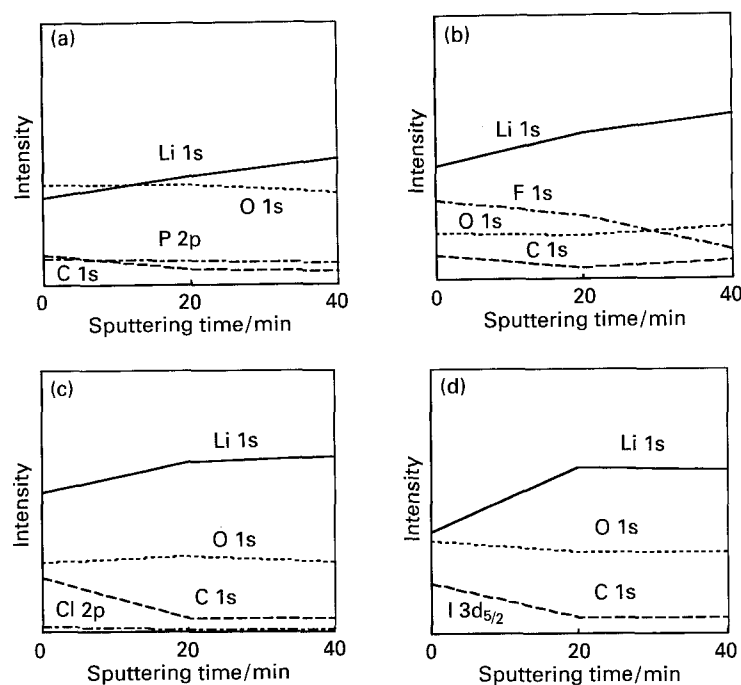 (a)
Intensity
Li 1s
O 1s
P 2p
C 1s
0 20 40
Sputtering time/min
(b)
Intensity
Li 1s
F 1s
O 1s
C 1s
0 20 40
Sputtering time/min
(c)
Intensity
Li 1s
O 1s
C 1s
Cl 2p
0 20 40
Sputtering time/min
(d)
Intensity
Li 1s
O 1s
C 1s
I 3d5/2
0 20 40
Sputtering time/min